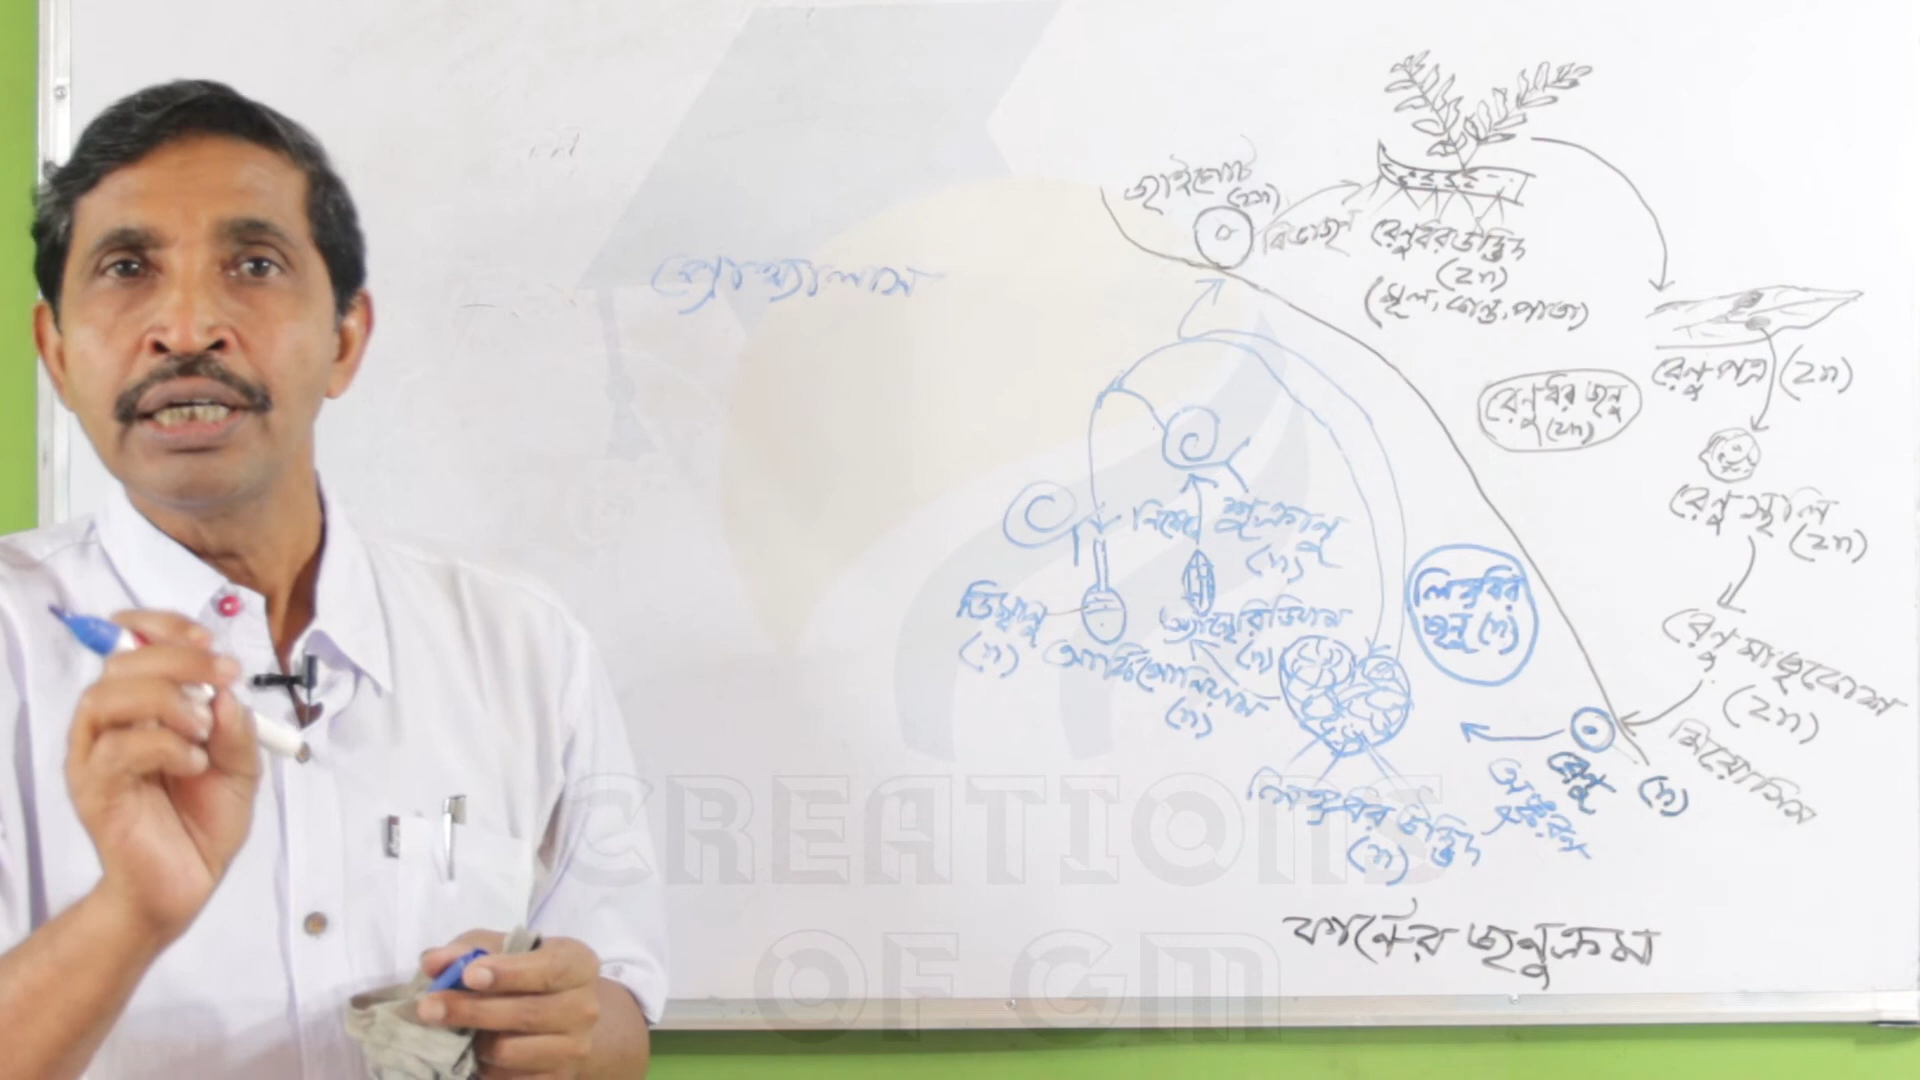 প্রোথ্যালাস
জাইগোট
(2n)
বিভাজন
রেণুধর উদ্ভিদ
(2n)
(মূল, কান্ড, পাতা)
রেণুপত্র (2n)
রেণুধর জনু
(2n)
রেণুস্থলি
(2n)
রেণু মাতৃকোষ
(2n)
মিয়োসিস
রেণু (n)
অঙ্কুরণ
লিঙ্গধর
জনু (n)
শুক্রাণু
(n)
ডিম্বাণু
(n)
অ্যান্থেরিডিয়াম
(n)
আর্কিগোনিয়াম
(n)
লিঙ্গধর উদ্ভিদ
(n)
ফার্নের জনুক্রম
CREATIONS
OF GM